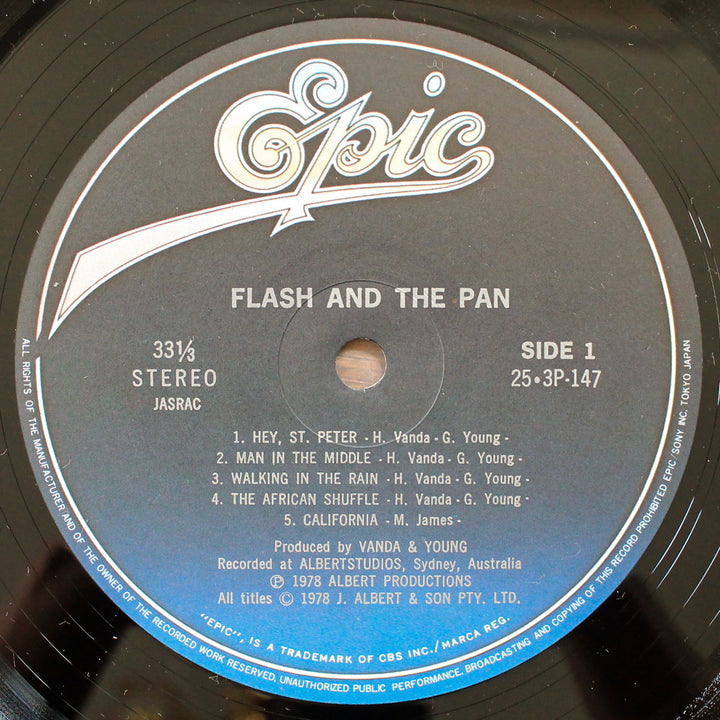 Epic
FLASH AND THE PAN
33⅓
STEREO
JASRAC
SIDE 1
25・3P-147
1. HEY, ST. PETER - H. Vanda - G. Young -
2. MAN IN THE MIDDLE - H. Vanda - G. Young -
3. WALKING IN THE RAIN - H. Vanda - G. Young -
4. THE AFRICAN SHUFFLE - H. Vanda - G. Young -
5. CALIFORNIA - M. James -
Produced by VANDA & YOUNG
Recorded at ALBERTSTUDIOS, Sydney, Australia
Ⓟ 1978 ALBERT PRODUCTIONS
All titles © 1978 J. ALBERT & SON PTY. LTD.
"EPIC", IS A TRADEMARK OF CBS INC./MARCA REG.
ALL RIGHTS OF THE MANUFACTURER AND OF THE OWNER OF THE RECORDED WORK RESERVED. UNAUTHORIZED PUBLIC PERFORMANCE, BROADCASTING AND COPYING OF THIS RECORD PROHIBITED EPIC/SONY INC. TOKYO JAPAN